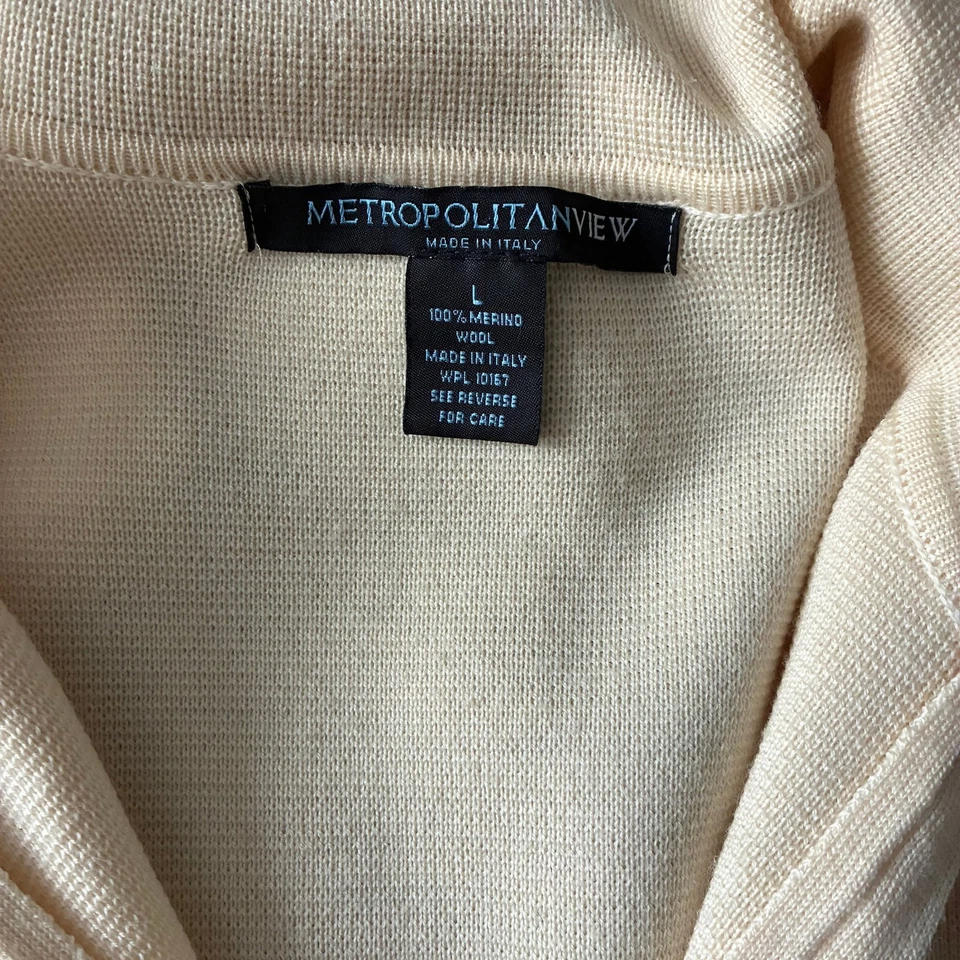 METROPOLITANVIEW
MADE IN ITALY
L
100% MERINO
WOOL
MADE IN ITALY
WPL 10167
SEE REVERSE
FOR CARE